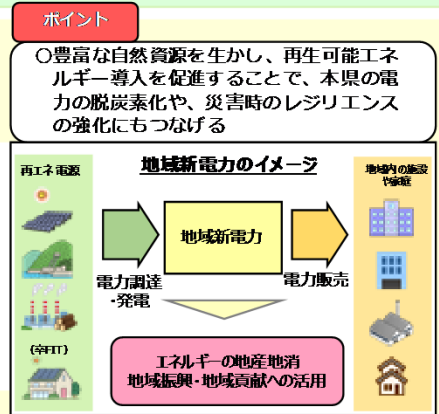 ポイント
○豊富な自然資源を生かし、再生可能エネ
ルギー導入を促進することで、本県の電
力の脱炭素化や、災害時のレジリエンス
の強化にもつなげる
地域新電力のイメージ
再エネ電源
地域内の施設
や家庭
地域新電力
電力調達
・発電
電力販売
(卒FIT)
エネルギーの地産地消
地域振興・地域貢献への活用